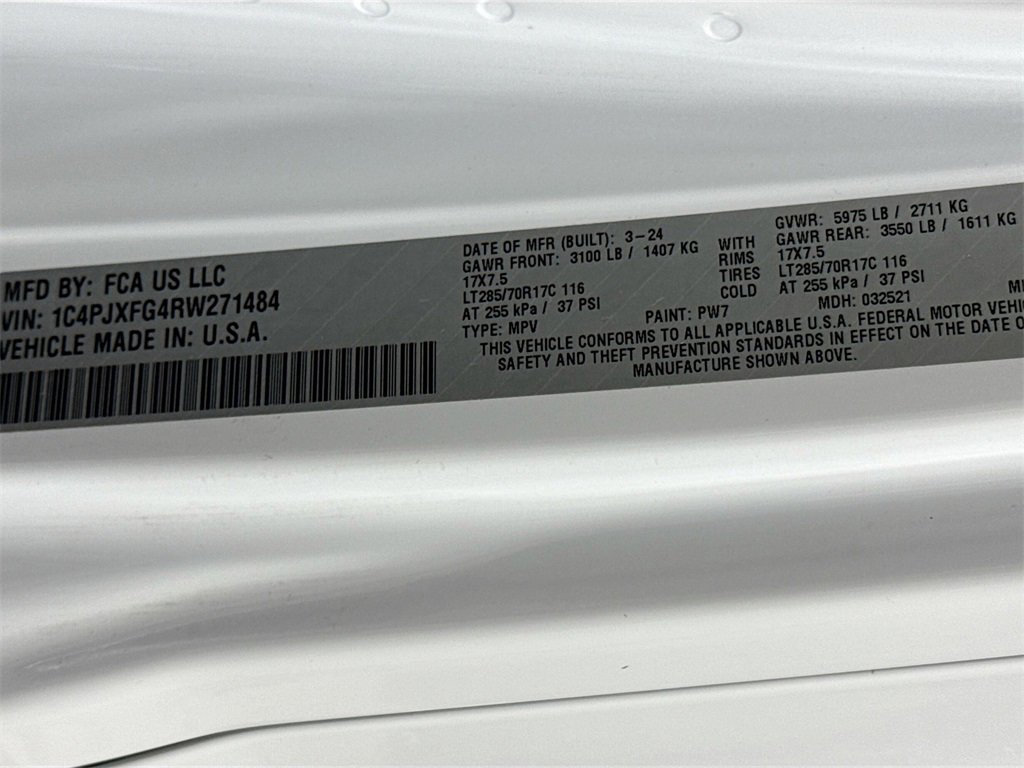 MFD BY: FCA US LLC
VIN: 1C4PJXFG4RW271484
VEHICLE MADE IN: U.S.A.
DATE OF MFR (BUILT): 3-24
GAWR FRONT: 3100 LB / 1407 KG
17X7.5
LT285/70R17C 116
AT 255 kPa / 37 PSI
TYPE: MPV
WITH
RIMS
TIRES
COLD
GVWR: 5975 LB / 2711 KG
GAWR REAR: 3550 LB / 1611 KG
17X7.5
LT285/70R17C 116
AT 255 kPa / 37 PSI
PAINT: PW7
MDH: 032521
THIS VEHICLE CONFORMS TO ALL APPLICABLE U.S.A. FEDERAL MOTOR VEHIC
SAFETY AND THEFT PREVENTION STANDARDS IN EFFECT ON THE DATE O
MANUFACTURE SHOWN ABOVE.